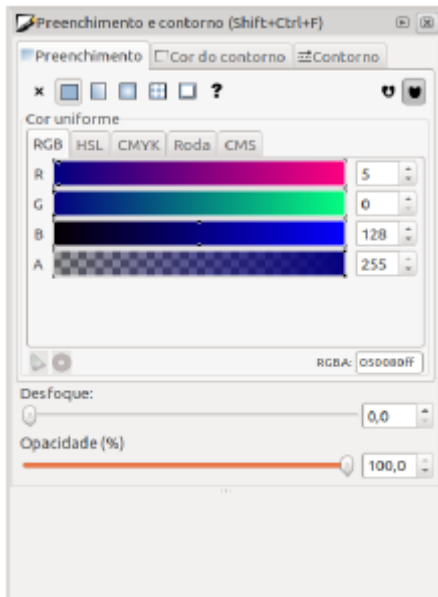 Preenchimento e contorno (Shift+Ctrl+F)
Preenchimento Cor do contorno Contorno
?
Cor uniforme
RGB HSL CMYK Roda CMS
R 5
G 0
B 128
A 255
RGBA: 050080ff
Desfoque:
0,0
Opacidade (%)
100,0